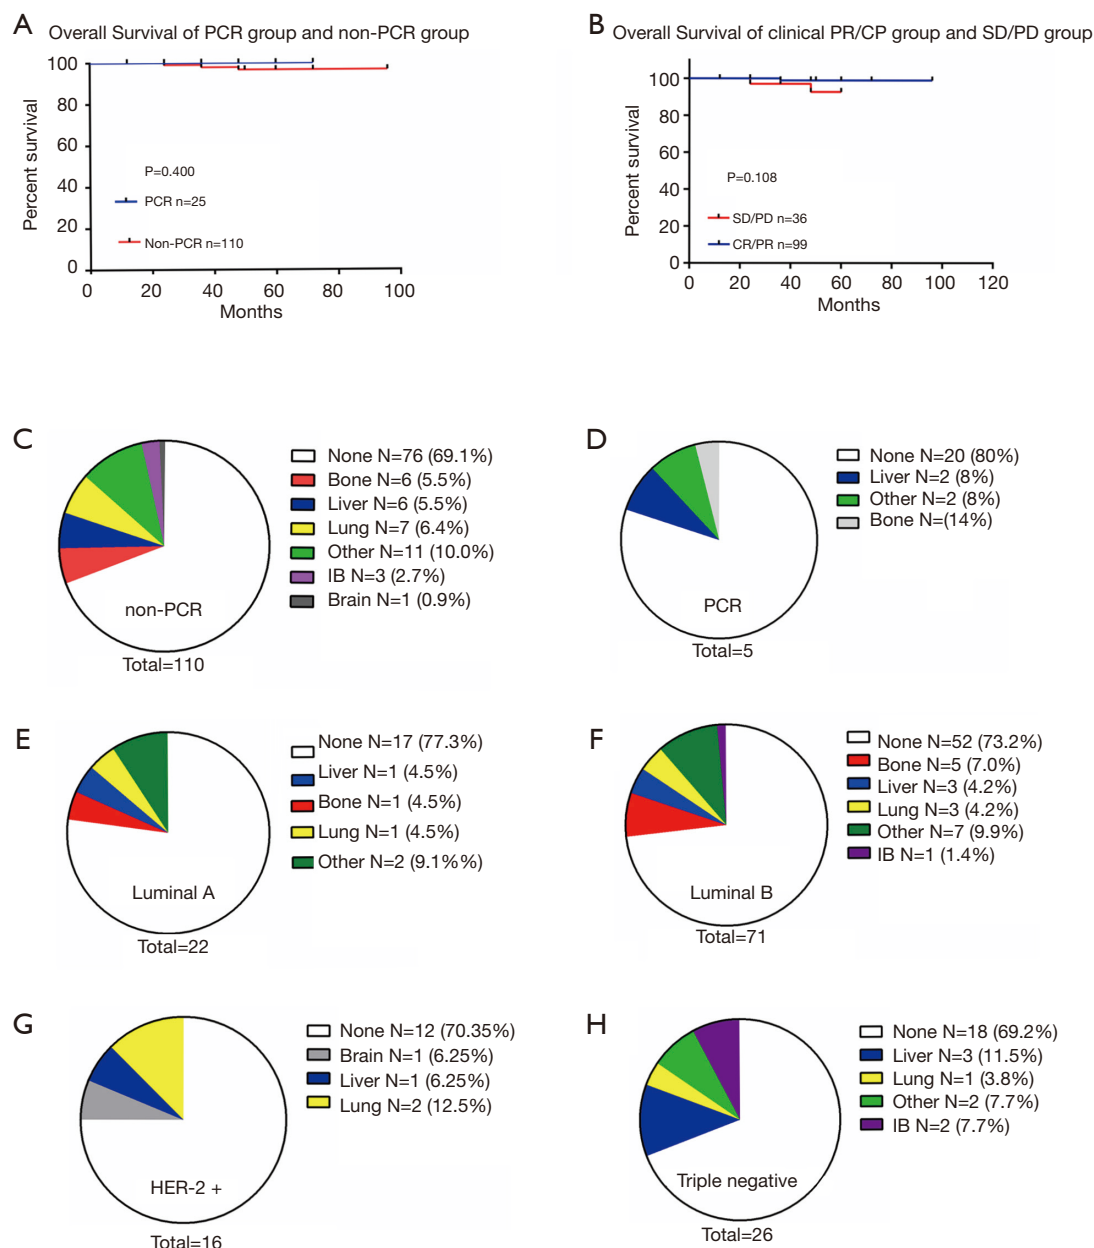 A
Overall Survival of PCR group and non-PCR group
Percent survival
100
80
60
40
20
0
P=0.400
PCR n=25
Non-PCR n=110
0 20 40 60 80 100
Months
B
Overall Survival of clinical PR/CP group and SD/PD group
Percent survival
100
80
60
40
20
0
P=0.108
SD/PD n=36
CR/PR n=99
0 20 40 60 80 100 120
Months
C
None N=76 (69.1%)
Bone N=6 (5.5%)
Liver N=6 (5.5%)
Lung N=7 (6.4%)
Other N=11 (10.0%)
IB N=3 (2.7%)
Brain N=1 (0.9%)
non-PCR
Total=110
D
None N=20 (80%)
Liver N=2 (8%)
Other N=2 (8%)
Bone N=(14%)
PCR
Total=5
E
None N=17 (77.3%)
Liver N=1 (4.5%)
Bone N=1 (4.5%)
Lung N=1 (4.5%)
Other N=2 (9.1%%)
Luminal A
Total=22
F
None N=52 (73.2%)
Bone N=5 (7.0%)
Liver N=3 (4.2%)
Lung N=3 (4.2%)
Other N=7 (9.9%)
IB N=1 (1.4%)
Luminal B
Total=71
G
None N=12 (70.35%)
Brain N=1 (6.25%)
Liver N=1 (6.25%)
Lung N=2 (12.5%)
HER-2 +
Total=16
H
None N=18 (69.2%)
Liver N=3 (11.5%)
Lung N=1 (3.8%)
Other N=2 (7.7%)
IB N=2 (7.7%)
Triple negative
Total=26